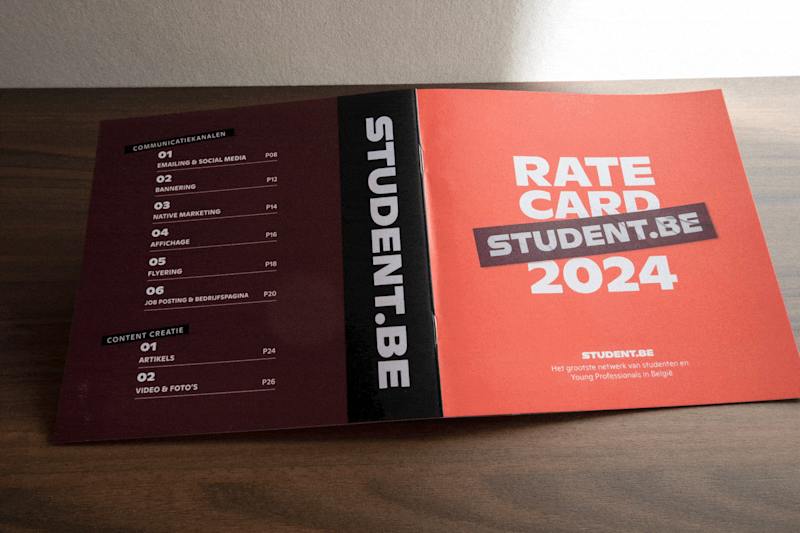 COMMUNICATIEKANALEN
01
EMAILING & SOCIAL MEDIA P08
02
BANNERING P12
03
NATIVE MARKETING P14
04
AFFICHAGE P16
05
FLYERING P18
06
JOB POSTING & BEDRIJFSPAGINA P20
CONTENT CREATIE
01
ARTIKELS P24
02
VIDEO & FOTO'S P26
STUDENT.BE
RATE
CARD
STUDENT.BE
2024
STUDENT.BE
Het grootste netwerk van studenten en
Young Professionals in België